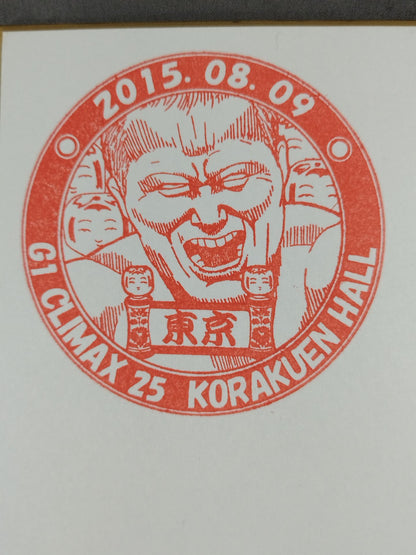 2015. 08. 09
東京
G1 CLIMAX 25 KORAKUEN HALL